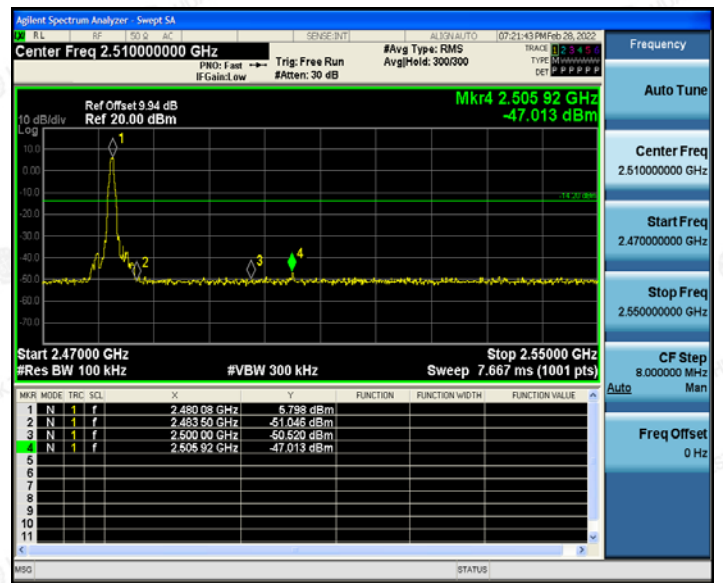 Agilent Spectrum Analyzer - Swept SA
RL RF 50 Ω AC SENSE:INT ALIGN AUTO 07:21:43 PM Feb 28, 2022
Center Freq 2.510000000 GHz #Avg Type: RMS TRACE 1 2 3 4 5 6
PNO: Fast Trig: Free Run Avg|Hold: 300/300 TYPE M
IFGain:Low #Atten: 30 dB DET P P P P P P
Mkr4 2.505 92 GHz
-47.013 dBm
Ref Offset 9.94 dB
10 dB/div Ref 20.00 dBm
Log
10.0
0.00
-10.0
-14.20 dBm
-20.0
-30.0
-40.0
-50.0
-60.0
-70.0
1
2
3
4
Start 2.47000 GHz Stop 2.55000 GHz
#Res BW 100 kHz #VBW 300 kHz Sweep 7.667 ms (1001 pts)
MKR MODE TRC SCL X Y FUNCTION FUNCTION WIDTH FUNCTION VALUE
1 N 1 f 2.480 08 GHz 5.798 dBm
2 N 1 f 2.483 50 GHz -51.046 dBm
3 N 1 f 2.500 00 GHz -50.520 dBm
4 N 1 f 2.505 92 GHz -47.013 dBm
5
6
7
8
9
10
11
MSG STATUS
Frequency
Auto Tune
Center Freq
2.510000000 GHz
Start Freq
2.470000000 GHz
Stop Freq
2.550000000 GHz
CF Step
8.000000 MHz
Auto Man
Freq Offset
0 Hz